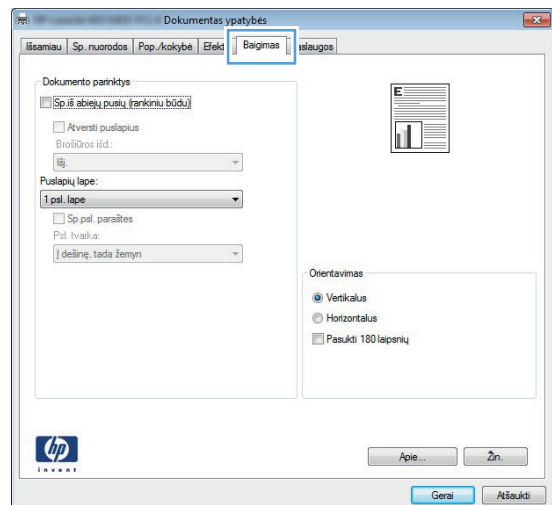 Dokumentas ypatybės
Išsamiau Sp. nuorodos Pop./kokybė Efekt Baigimas aslaugos
Dokumento parinktys
Sp.iš abiejų pusių (rankiniu būdu)
Atversti puslapius
Brošiūros išd.:
Išj.
Puslapių lape:
1 psl. lape
Sp.psl. paraštes
Psl. tvarka:
Į dešinę, tada žemyn
E
Orientavimas
Vertikalus
Horizontalus
Pasukti 180 laipsnių
hp
invent
Apie... Žin.
Gerai Atšaukti